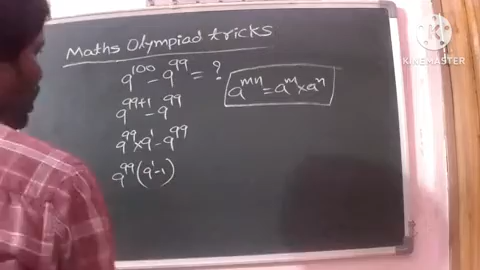 Maths Olympiad tricks
9^100 - 9^99 = ?
a^mn = a^m × a^n
9^99+1 - 9^99
9^99 × 9^1 - 9^99
9^99 (9^1 - 1)
K
KINEMASTER